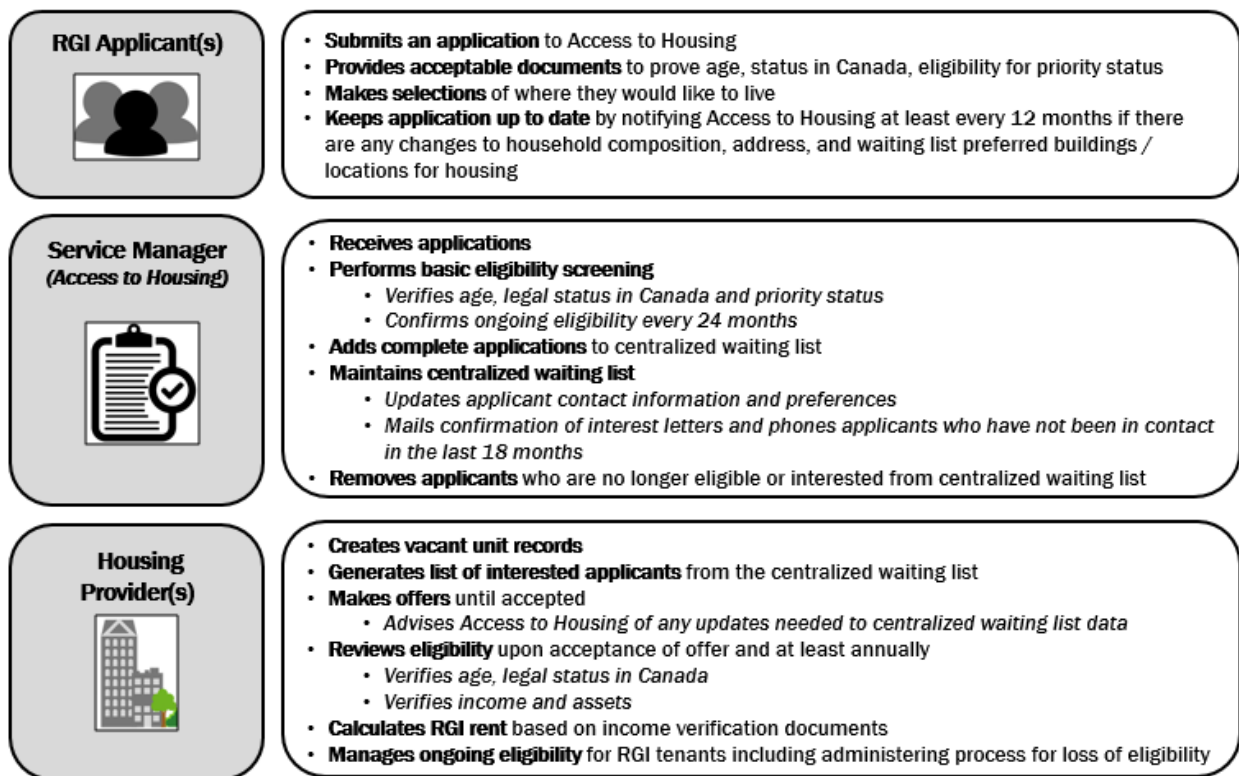 RGI Applicant(s)
• Submits an application to Access to Housing
• Provides acceptable documents to prove age, status in Canada, eligibility for priority status
• Makes selections of where they would like to live
• Keeps application up to date by notifying Access to Housing at least every 12 months if there
are any changes to household composition, address, and waiting list preferred buildings /
locations for housing
Service Manager
(Access to Housing)
• Receives applications
• Performs basic eligibility screening
• Verifies age, legal status in Canada and priority status
• Confirms ongoing eligibility every 24 months
• Adds complete applications to centralized waiting list
• Maintains centralized waiting list
• Updates applicant contact information and preferences
• Mails confirmation of interest letters and phones applicants who have not been in contact
in the last 18 months
• Removes applicants who are no longer eligible or interested from centralized waiting list
Housing
Provider(s)
• Creates vacant unit records
• Generates list of interested applicants from the centralized waiting list
• Makes offers until accepted
• Advises Access to Housing of any updates needed to centralized waiting list data
• Reviews eligibility upon acceptance of offer and at least annually
• Verifies age, legal status in Canada
• Verifies income and assets
• Calculates RGI rent based on income verification documents
• Manages ongoing eligibility for RGI tenants including administering process for loss of eligibility